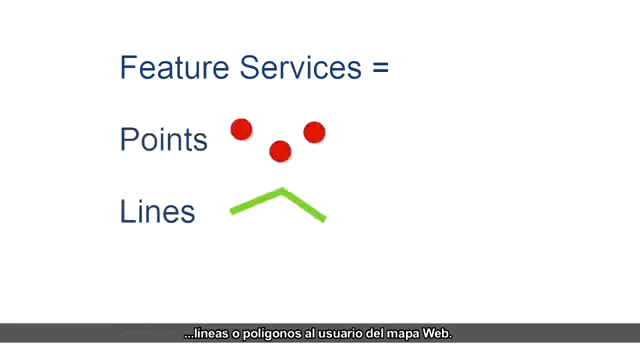 Feature Services =
Points
Lines
...líneas o polígonos al usuario del mapa Web.